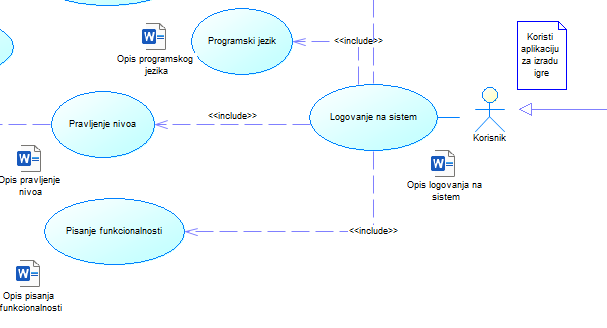 Programski jezik
<<include>>
Opis programskog
jezika
Koristi
aplikaciju
za izradu
igre
Pravljenje nivoa
<<include>>
Logovanje na sistem
Korisnik
Opis pravljenje
nivoa
Opis logovanja na
sistem
Pisanje funkcionalnosti
<<include>>
Opis pisanja
funkcionalnosti